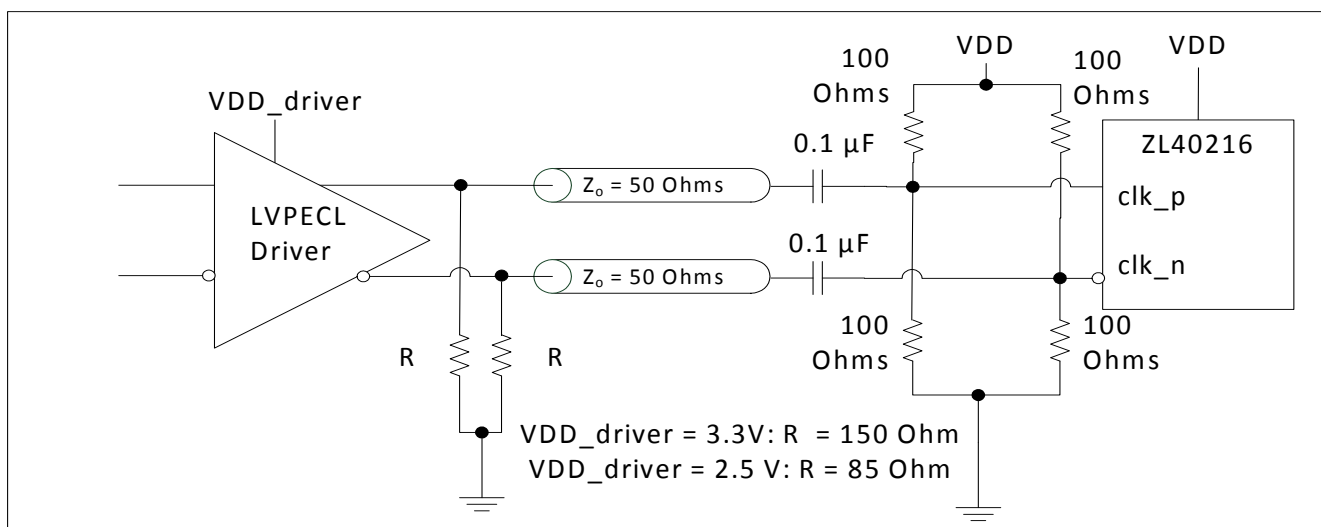 VDD
VDD
100
Ohms
100
Ohms
VDD_driver
0.1 µF
ZL40216
Zₒ = 50 Ohms
clk_p
LVPECL
Driver
0.1 µF
Zₒ = 50 Ohms
clk_n
100
Ohms
100
Ohms
R
R
VDD_driver = 3.3V: R = 150 Ohm
VDD_driver = 2.5 V: R = 85 Ohm